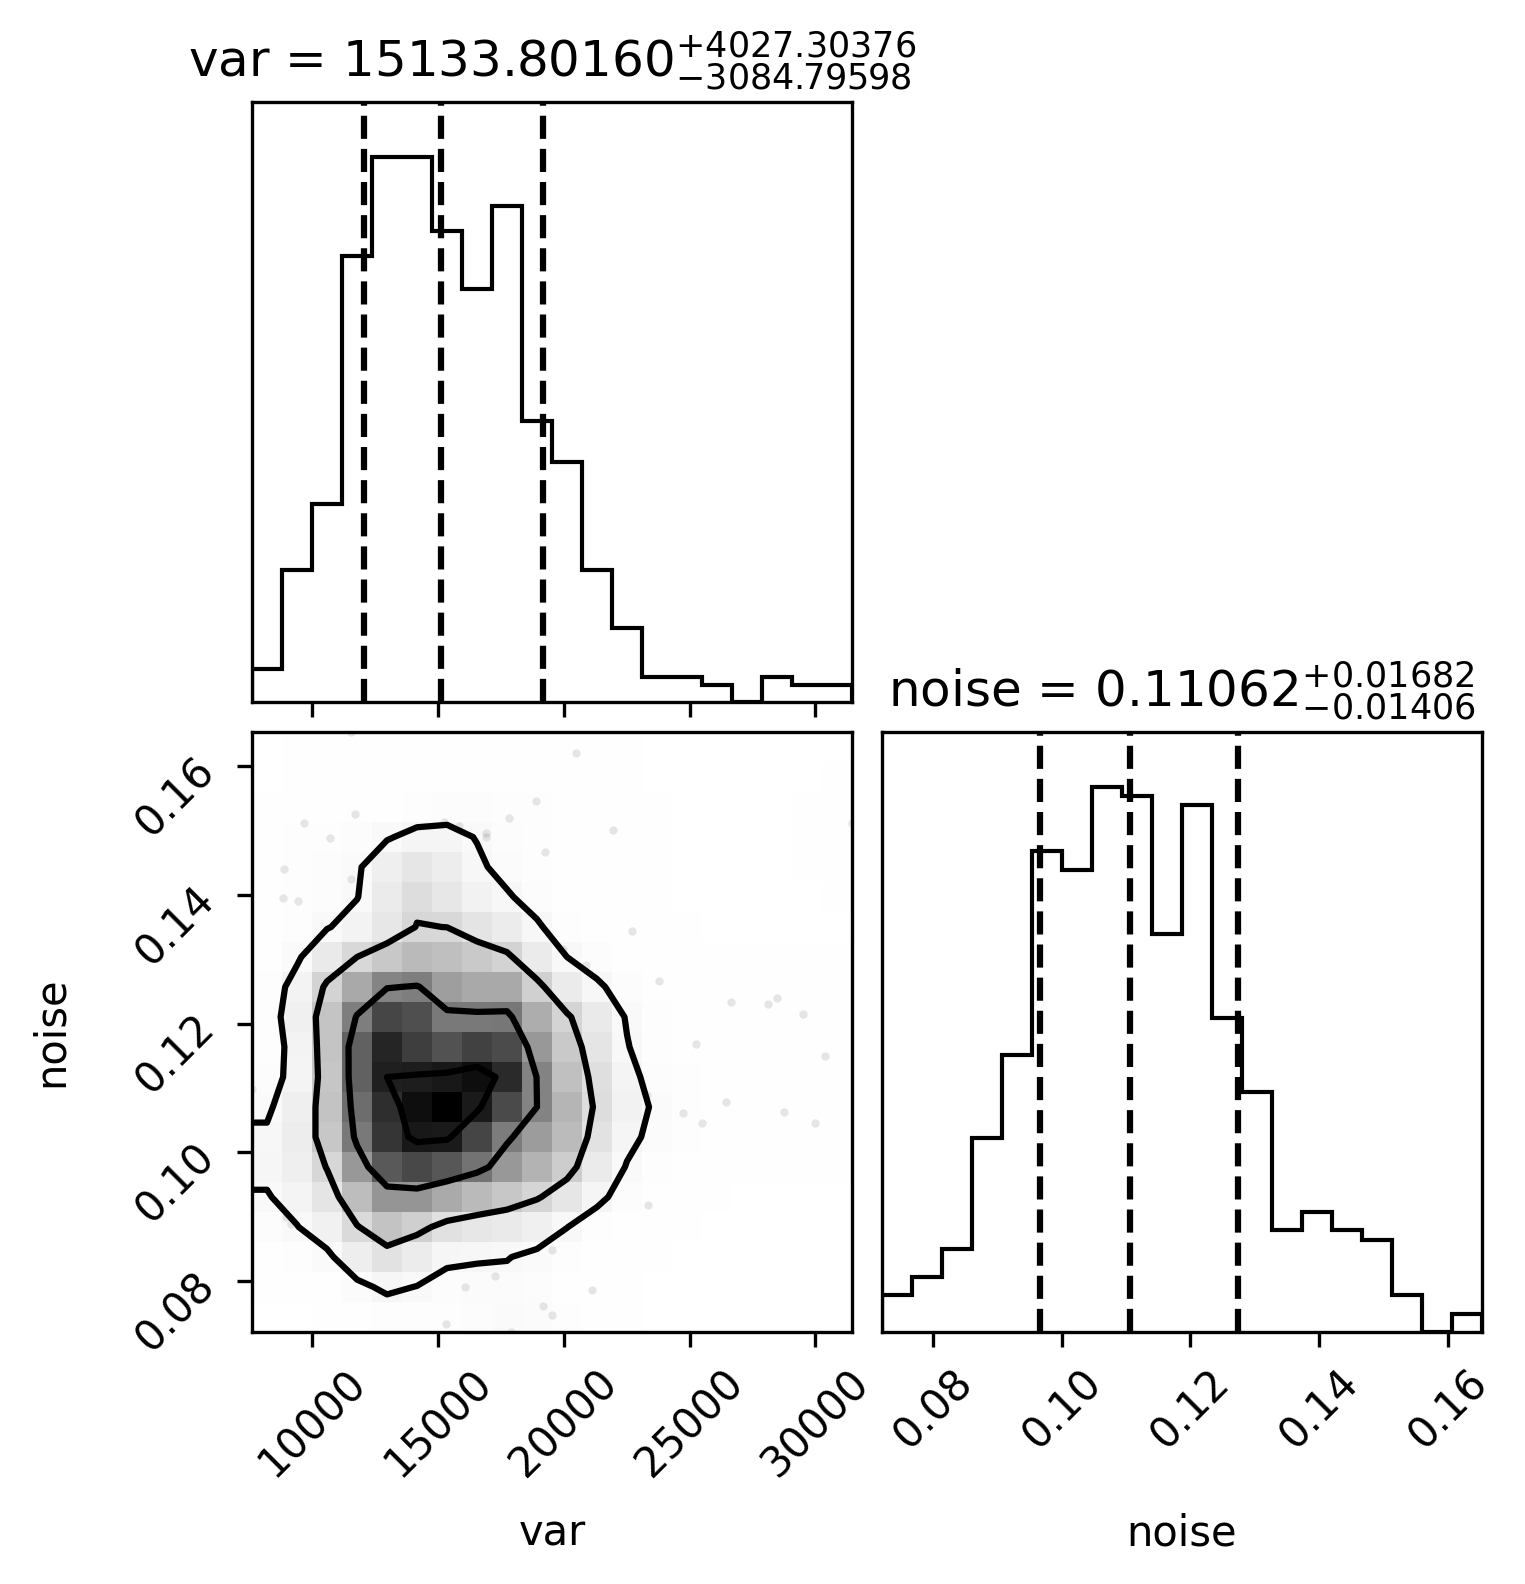 var = 15133.80160+4027.30376−3084.79598
noise = 0.11062+0.01682−0.01406
0.16
0.14
0.12
0.10
0.08
noise
10000 15000 20000 25000 30000
0.08 0.10 0.12 0.14 0.16
var
noise